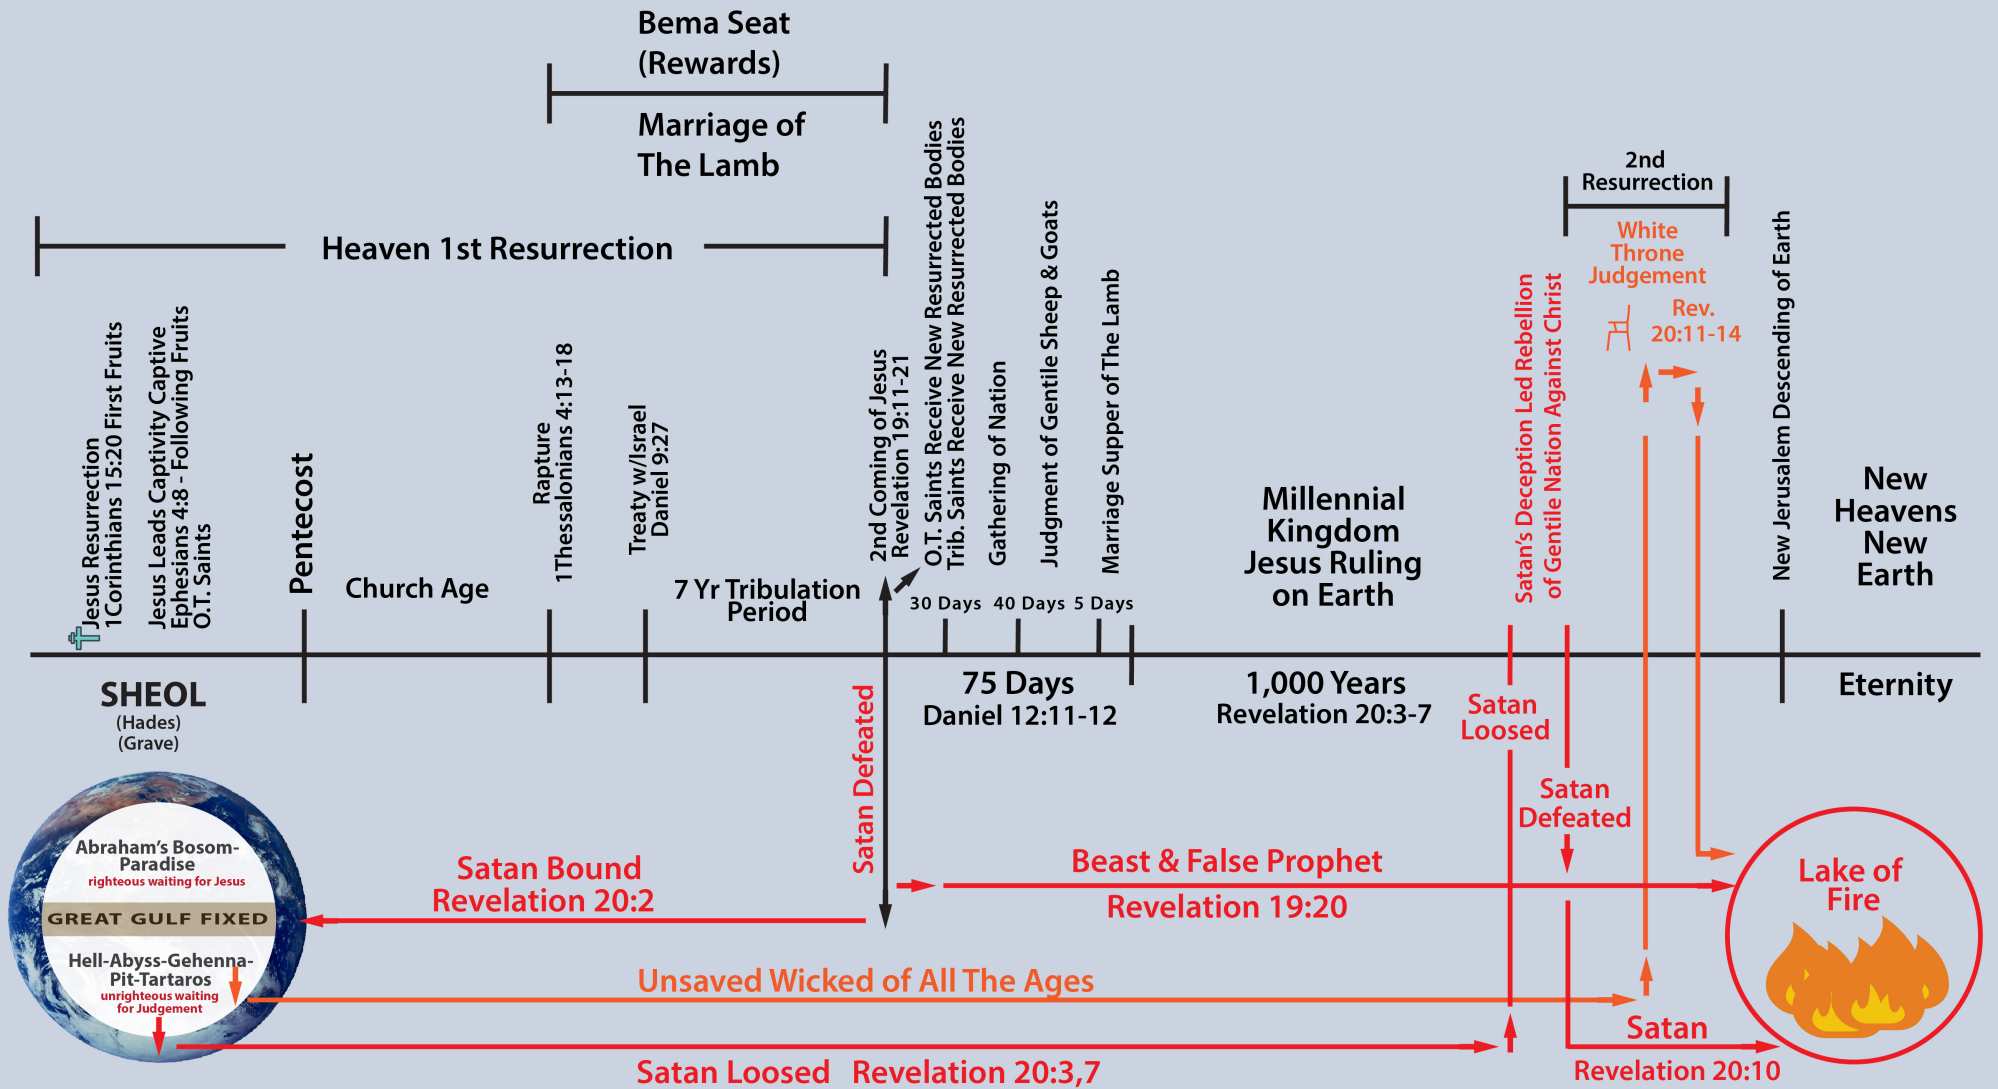 Bema Seat
(Rewards)
Marriage of
The Lamb
Heaven 1st Resurrection
2nd
Resurrection
White
Throne
Judgement
Rev.
20:11-14
Jesus Resurrection
1Corinthians 15:20 First Fruits
Jesus Leads Captivity Captive
Ephesians 4:8 - Following Fruits
O.T. Saints
Pentecost
Church Age
Rapture
1Thessalonians 4:13-18
Treaty w/Israel
Daniel 9:27
7 Yr Tribulation
Period
2nd Coming of Jesus
Revelation 19:11-21
O.T. Saints Receive New Resurrected Bodies
Trib. Saints Receive New Resurrected Bodies
Gathering of Nation
Judgment of Gentile Sheep & Goats
Marriage Supper of The Lamb
30 Days
40 Days
5 Days
Millennial
Kingdom
Jesus Ruling
on Earth
Satan's Deception Led Rebellion
of Gentile Nation Against Christ
New Jerusalem Descending of Earth
New
Heavens
New
Earth
SHEOL
(Hades)
(Grave)
Satan Defeated
75 Days
Daniel 12:11-12
1,000 Years
Revelation 20:3-7
Satan
Loosed
Satan
Defeated
Eternity
Abraham's Bosom-
Paradise
righteous waiting for Jesus
GREAT GULF FIXED
Hell-Abyss-Gehenna-
Pit-Tartaros
unrighteous waiting
for Judgement
Satan Bound
Revelation 20:2
Beast & False Prophet
Revelation 19:20
Lake of
Fire
Unsaved Wicked of All The Ages
Satan Loosed Revelation 20:3,7
Satan
Revelation 20:10